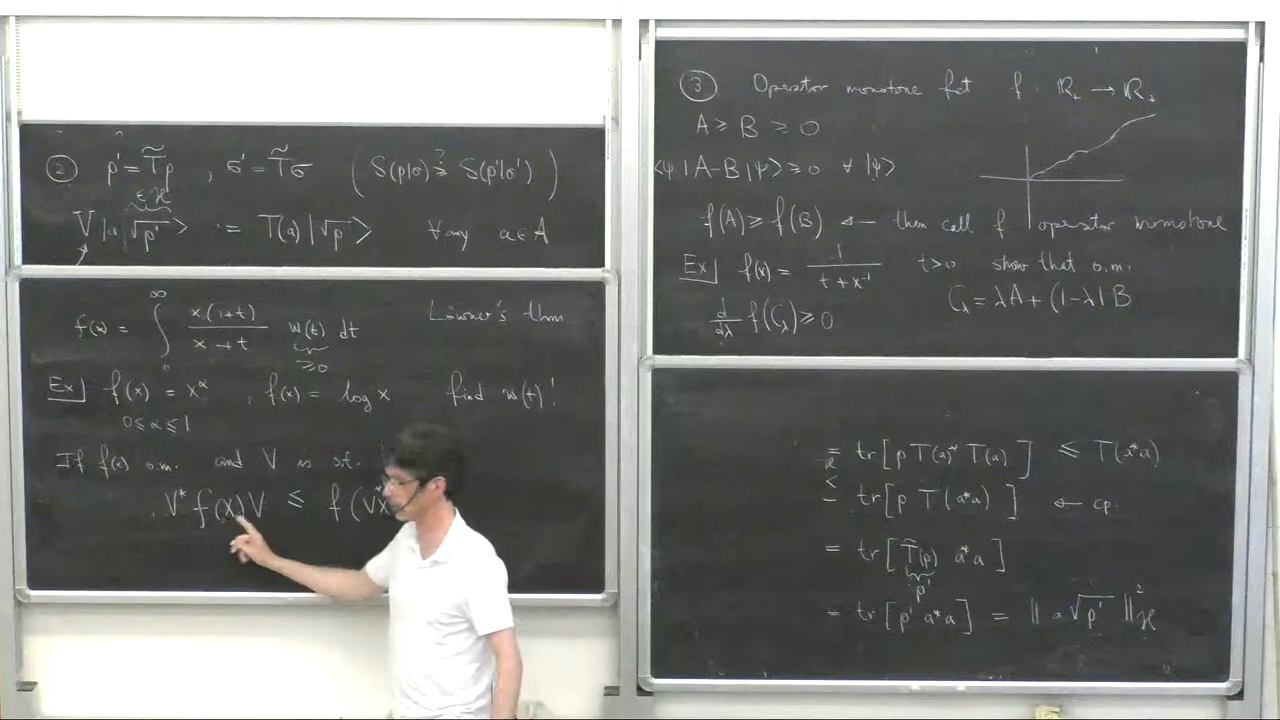 ② ρ' = T̃ρ , σ' = T̃σ ( S(ρ|σ) ≥? S(ρ'|σ') )
∈ ℋ
V |a √ρ'> := T(a) |√ρ> ∀ any a∈A
f(x) = ∫₀^∞ x(1+t) / (x+t) w(t) dt Löwner's thm
≥0
Ex] f(x) = x^α , f(x) = log x find w(t)!
0≤α≤1
If f(x) o.m. and V is s.t.
V* f(x) V ≤ f(V
③ Operator monotone fct f : ℝ₊ → ℝ₊
A ≥ B ≥ 0
<ψ|A-B|ψ> ≥ 0 ∀ |ψ>
f(A) ≥ f(B) ← then call f operator monotone
Ex] f(x) = 1 / (t + x⁻¹) t>0 show that o.m.
d/dλ f(C_λ) ≥ 0 C_λ = λA + (1-λ)B
= tr[ρ T(a)* T(a)] ≤ T(a*a)
≤ tr[ρ T(a*a)] ← cp.
= tr[T̃(ρ) a*a]
ρ'
= tr[ρ' a*a] = ‖ a√ρ' ‖²_ℋ